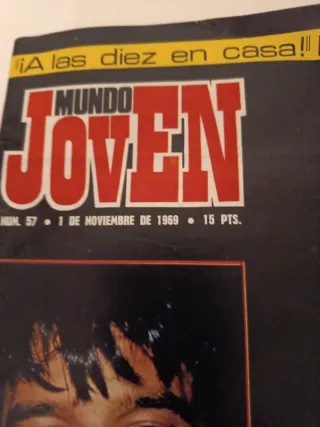 "¡A las diez en casa!"
MUNDO
JOVEN
NUM. 57 • 1 DE NOVIEMBRE DE 1969 • 15 PTS.